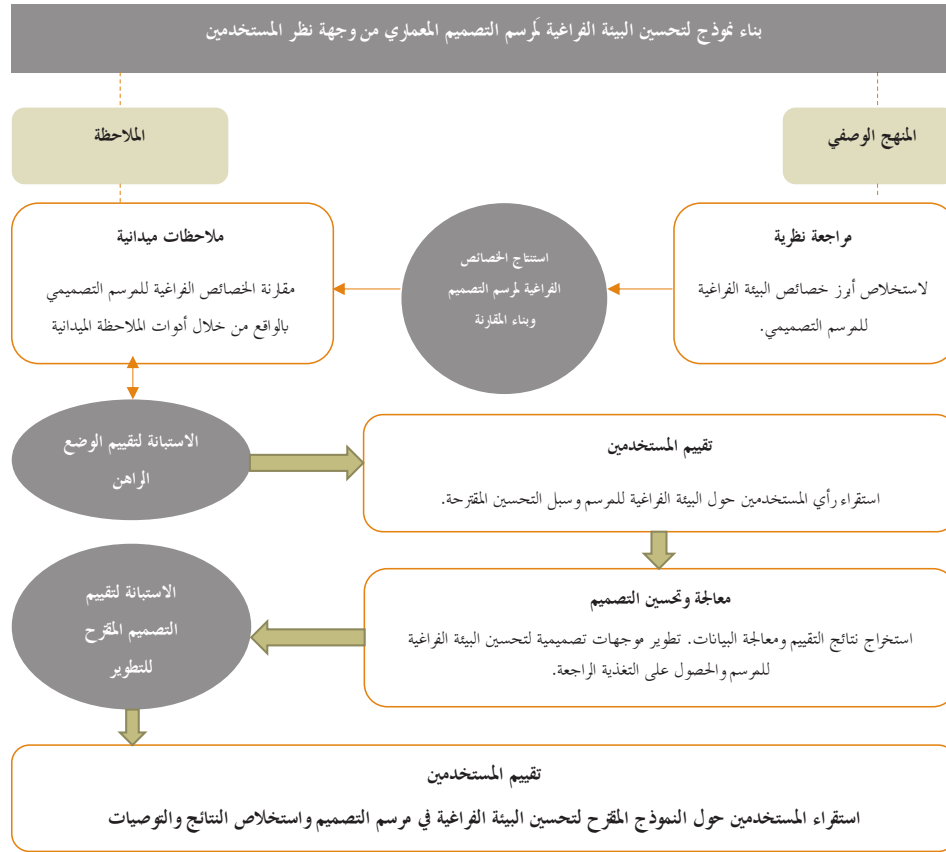 بناء نموذج لتحسين البيئة الفراغية لمرسم التصميم المعماري من وجهة نظر المستخدمين
المنهج الوصفي
الملاحظة
مراجعة نظرية
لاستخلاص أبرز خصائص البيئة الفراغية
للمرسم التصميمي.
استنتاج الخصائص
الفراغية لمرسم التصميم
وبناء المقارنة
ملاحظات ميدانية
مقارنة الخصائص الفراغية للمرسم التصميمي
بالواقع من خلال أدوات الملاحظة الميدانية
الاستبانة لتقييم الوضع
الراهن
تقييم المستخدمين
استقراء رأي المستخدمين حول البيئة الفراغية للمرسم وسبل التحسين المقترحة.
معالجة وتحسين التصميم
استخراج نتائج التقييم ومعالجة البيانات. تطوير موجهات تصميمية لتحسين البيئة الفراغية
للمرسم والحصول على التغذية الراجعة.
الاستبانة لتقييم
التصميم المقترح
للتطوير
تقييم المستخدمين
استقراء المستخدمين حول النموذج المقترح لتحسين البيئة الفراغية في مرسم التصميم واستخلاص النتائج والتوصيات